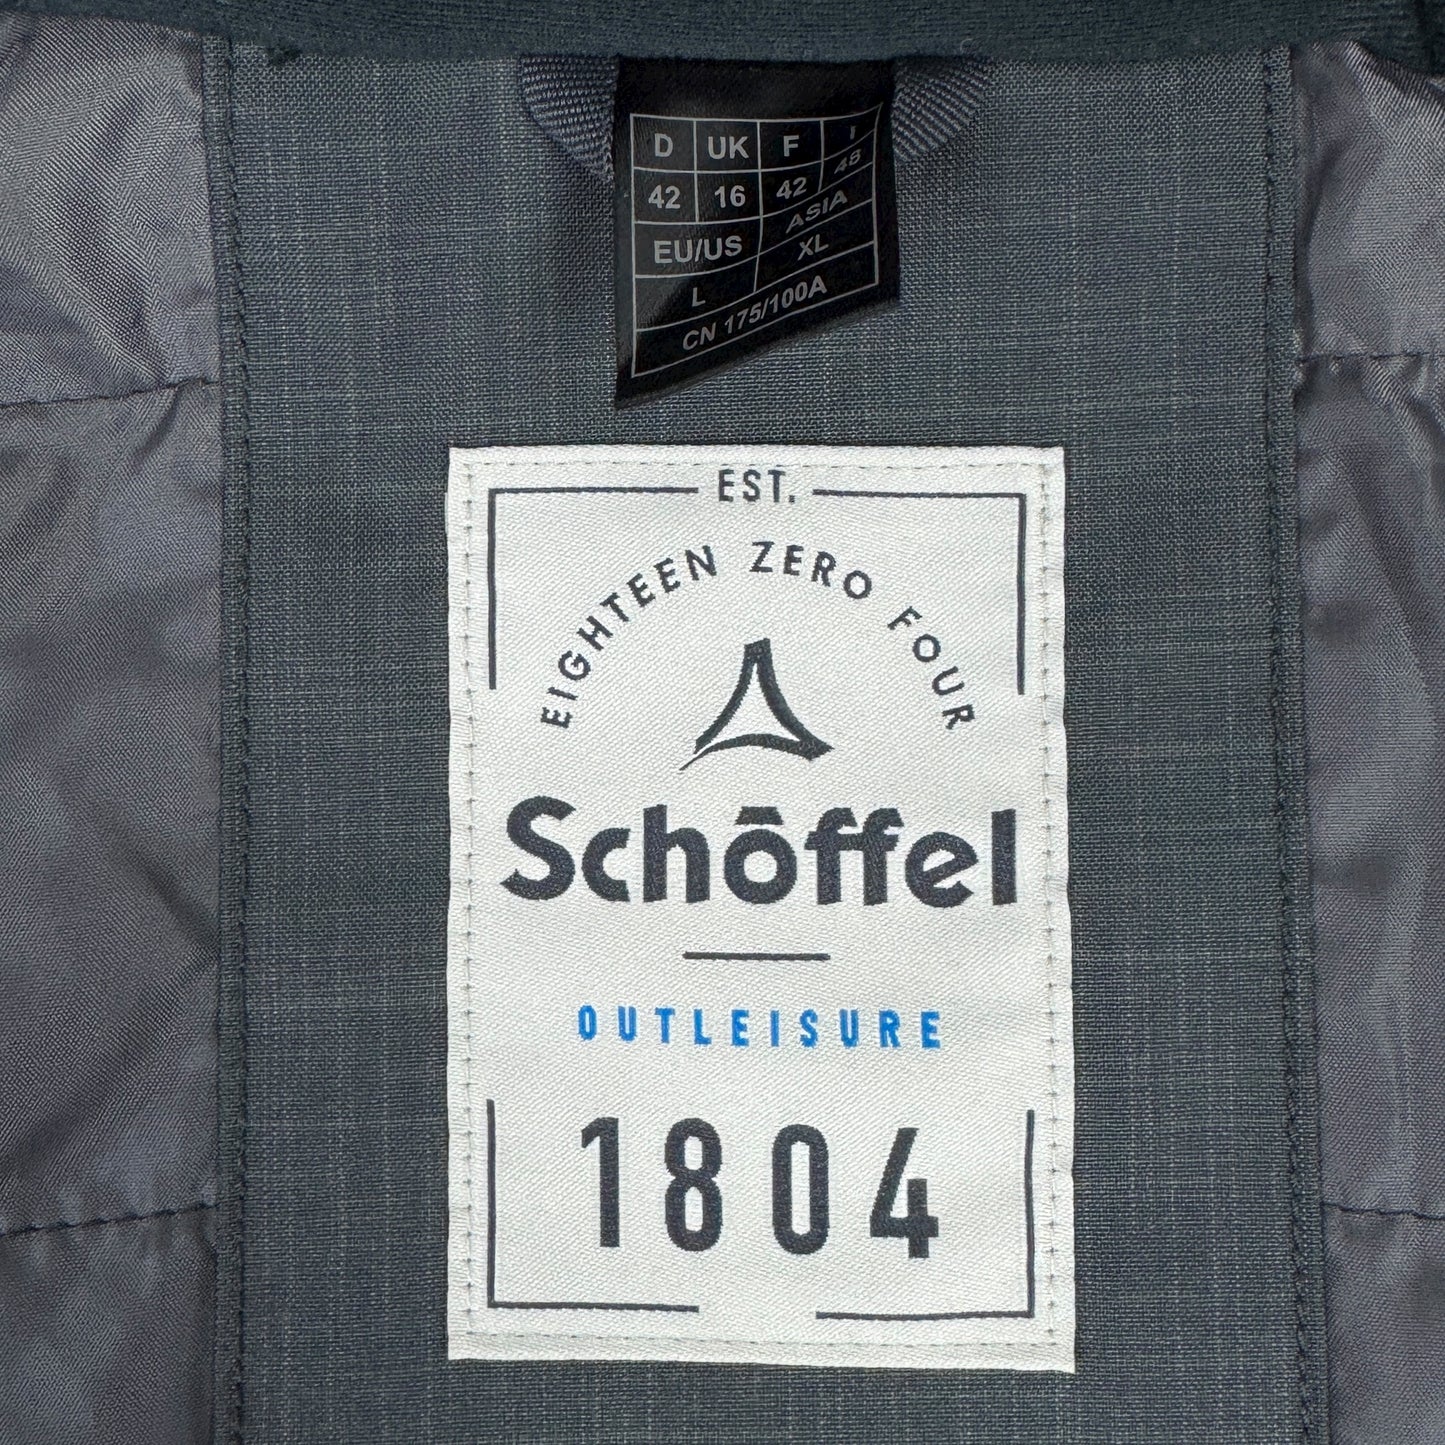 D UK F I
42 16 42 48
EU/US ASIA
L XL
CN 175/100A
EST.
EIGHTEEN ZERO FOUR
Schöffel
OUTLEISURE
1804